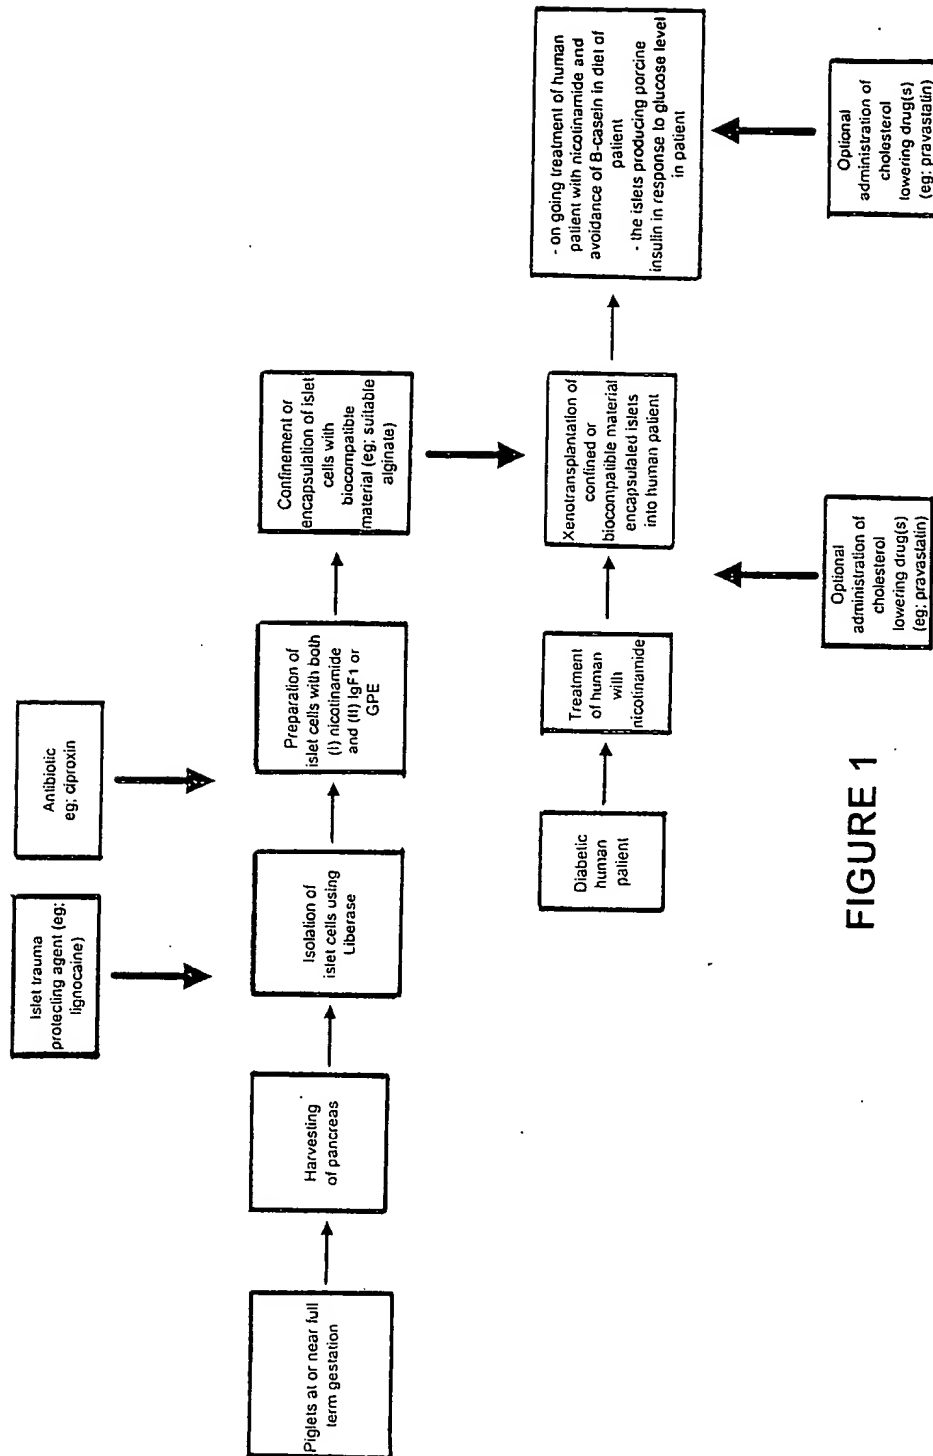 Islet trauma
protecting agent (eg:
lignocaine)
Antibiotic
eg; ciproxin
Piglets at or near full
term gestation
Harvesting
of pancreas
Isolation of
islet cells using
Liberase
Preparation of
islet cells with both
(I) nicotinamide
and (II) IgF1 or
GPE
Confinement or
encapsulation of islet
cells with
biocompatible
material (eg; suitable
alginate)
Diabetic
human
patient
Treatment
of human
with
nicotinamide
Xenotransplantation of
confined or
biocompatible material
encapsulated islets
into human patient
- on going treatment of human
patient with nicotinamide and
avoidance of B-casein in diet of
patient
- the islets producing porcine
insulin in response to glucose level
in patient
Optional
administration of
cholesterol
lowering drug(s)
(eg; pravastatin)
Optional
administration of
cholesterol
lowering drug(s)
(eg; pravastatin)
FIGURE 1